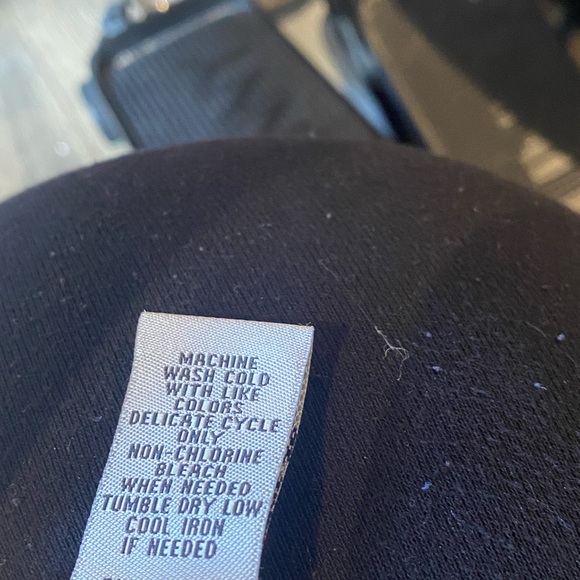 MACHINE
WASH COLD
WITH LIKE
COLORS
DELICATE CYCLE
ONLY
NON-CHLORINE
BLEACH
WHEN NEEDED
TUMBLE DRY LOW
COOL IRON
IF NEEDED